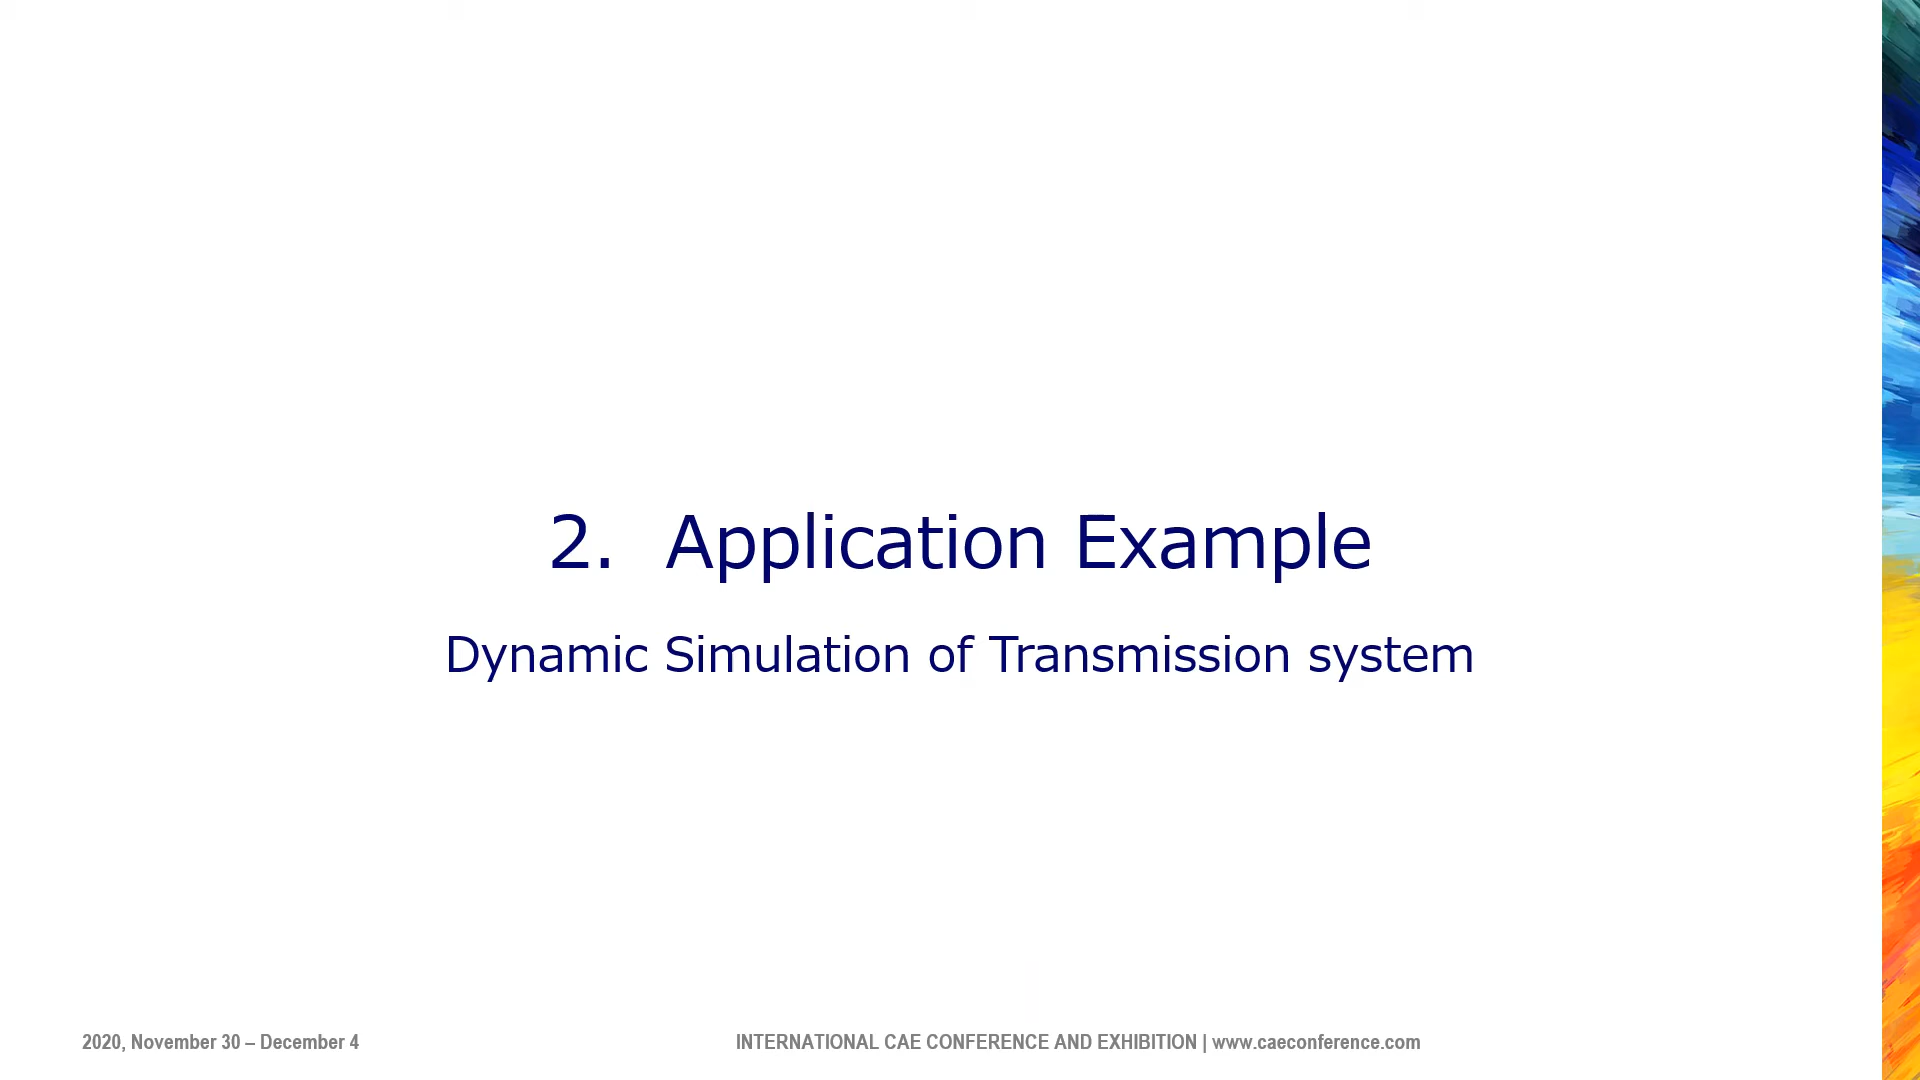 2. Application Example
Dynamic Simulation of Transmission system
2020, November 30 – December 4
INTERNATIONAL CAE CONFERENCE AND EXHIBITION | www.caeconference.com